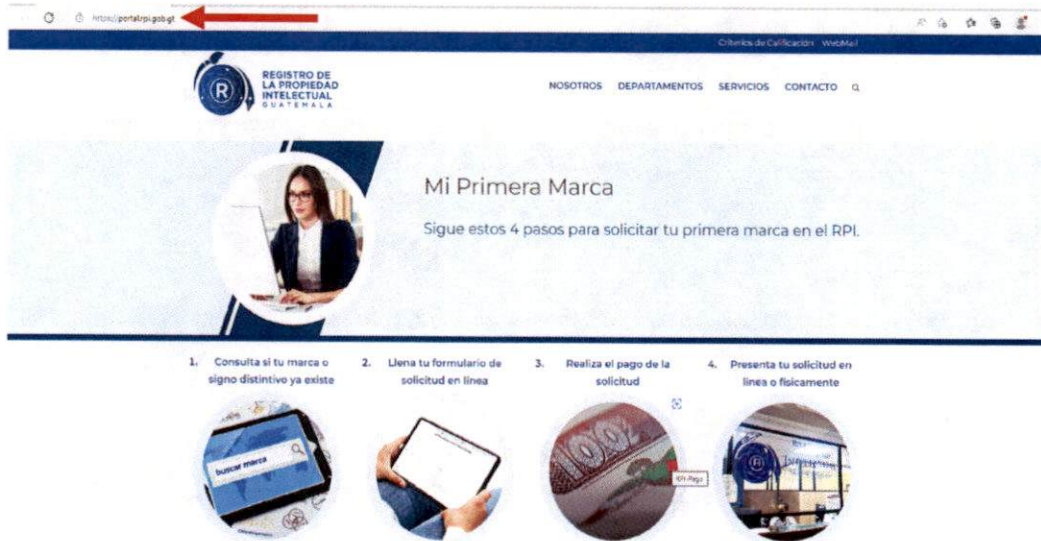 https://portal.rpi.gob.gt
Criterios de Calificación WebMail
REGISTRO DE
LA PROPIEDAD
INTELECTUAL
GUATEMALA
R
NOSOTROS DEPARTAMENTOS SERVICIOS CONTACTO
Mi Primera Marca
Sigue estos 4 pasos para solicitar tu primera marca en el RPI.
1. Consulta si tu marca o
signo distintivo ya existe
2. Llena tu formulario de
solicitud en línea
3. Realiza el pago de la
solicitud
4. Presenta tu solicitud en
línea o físicamente
buscar marca
100
RPI-Pago
R